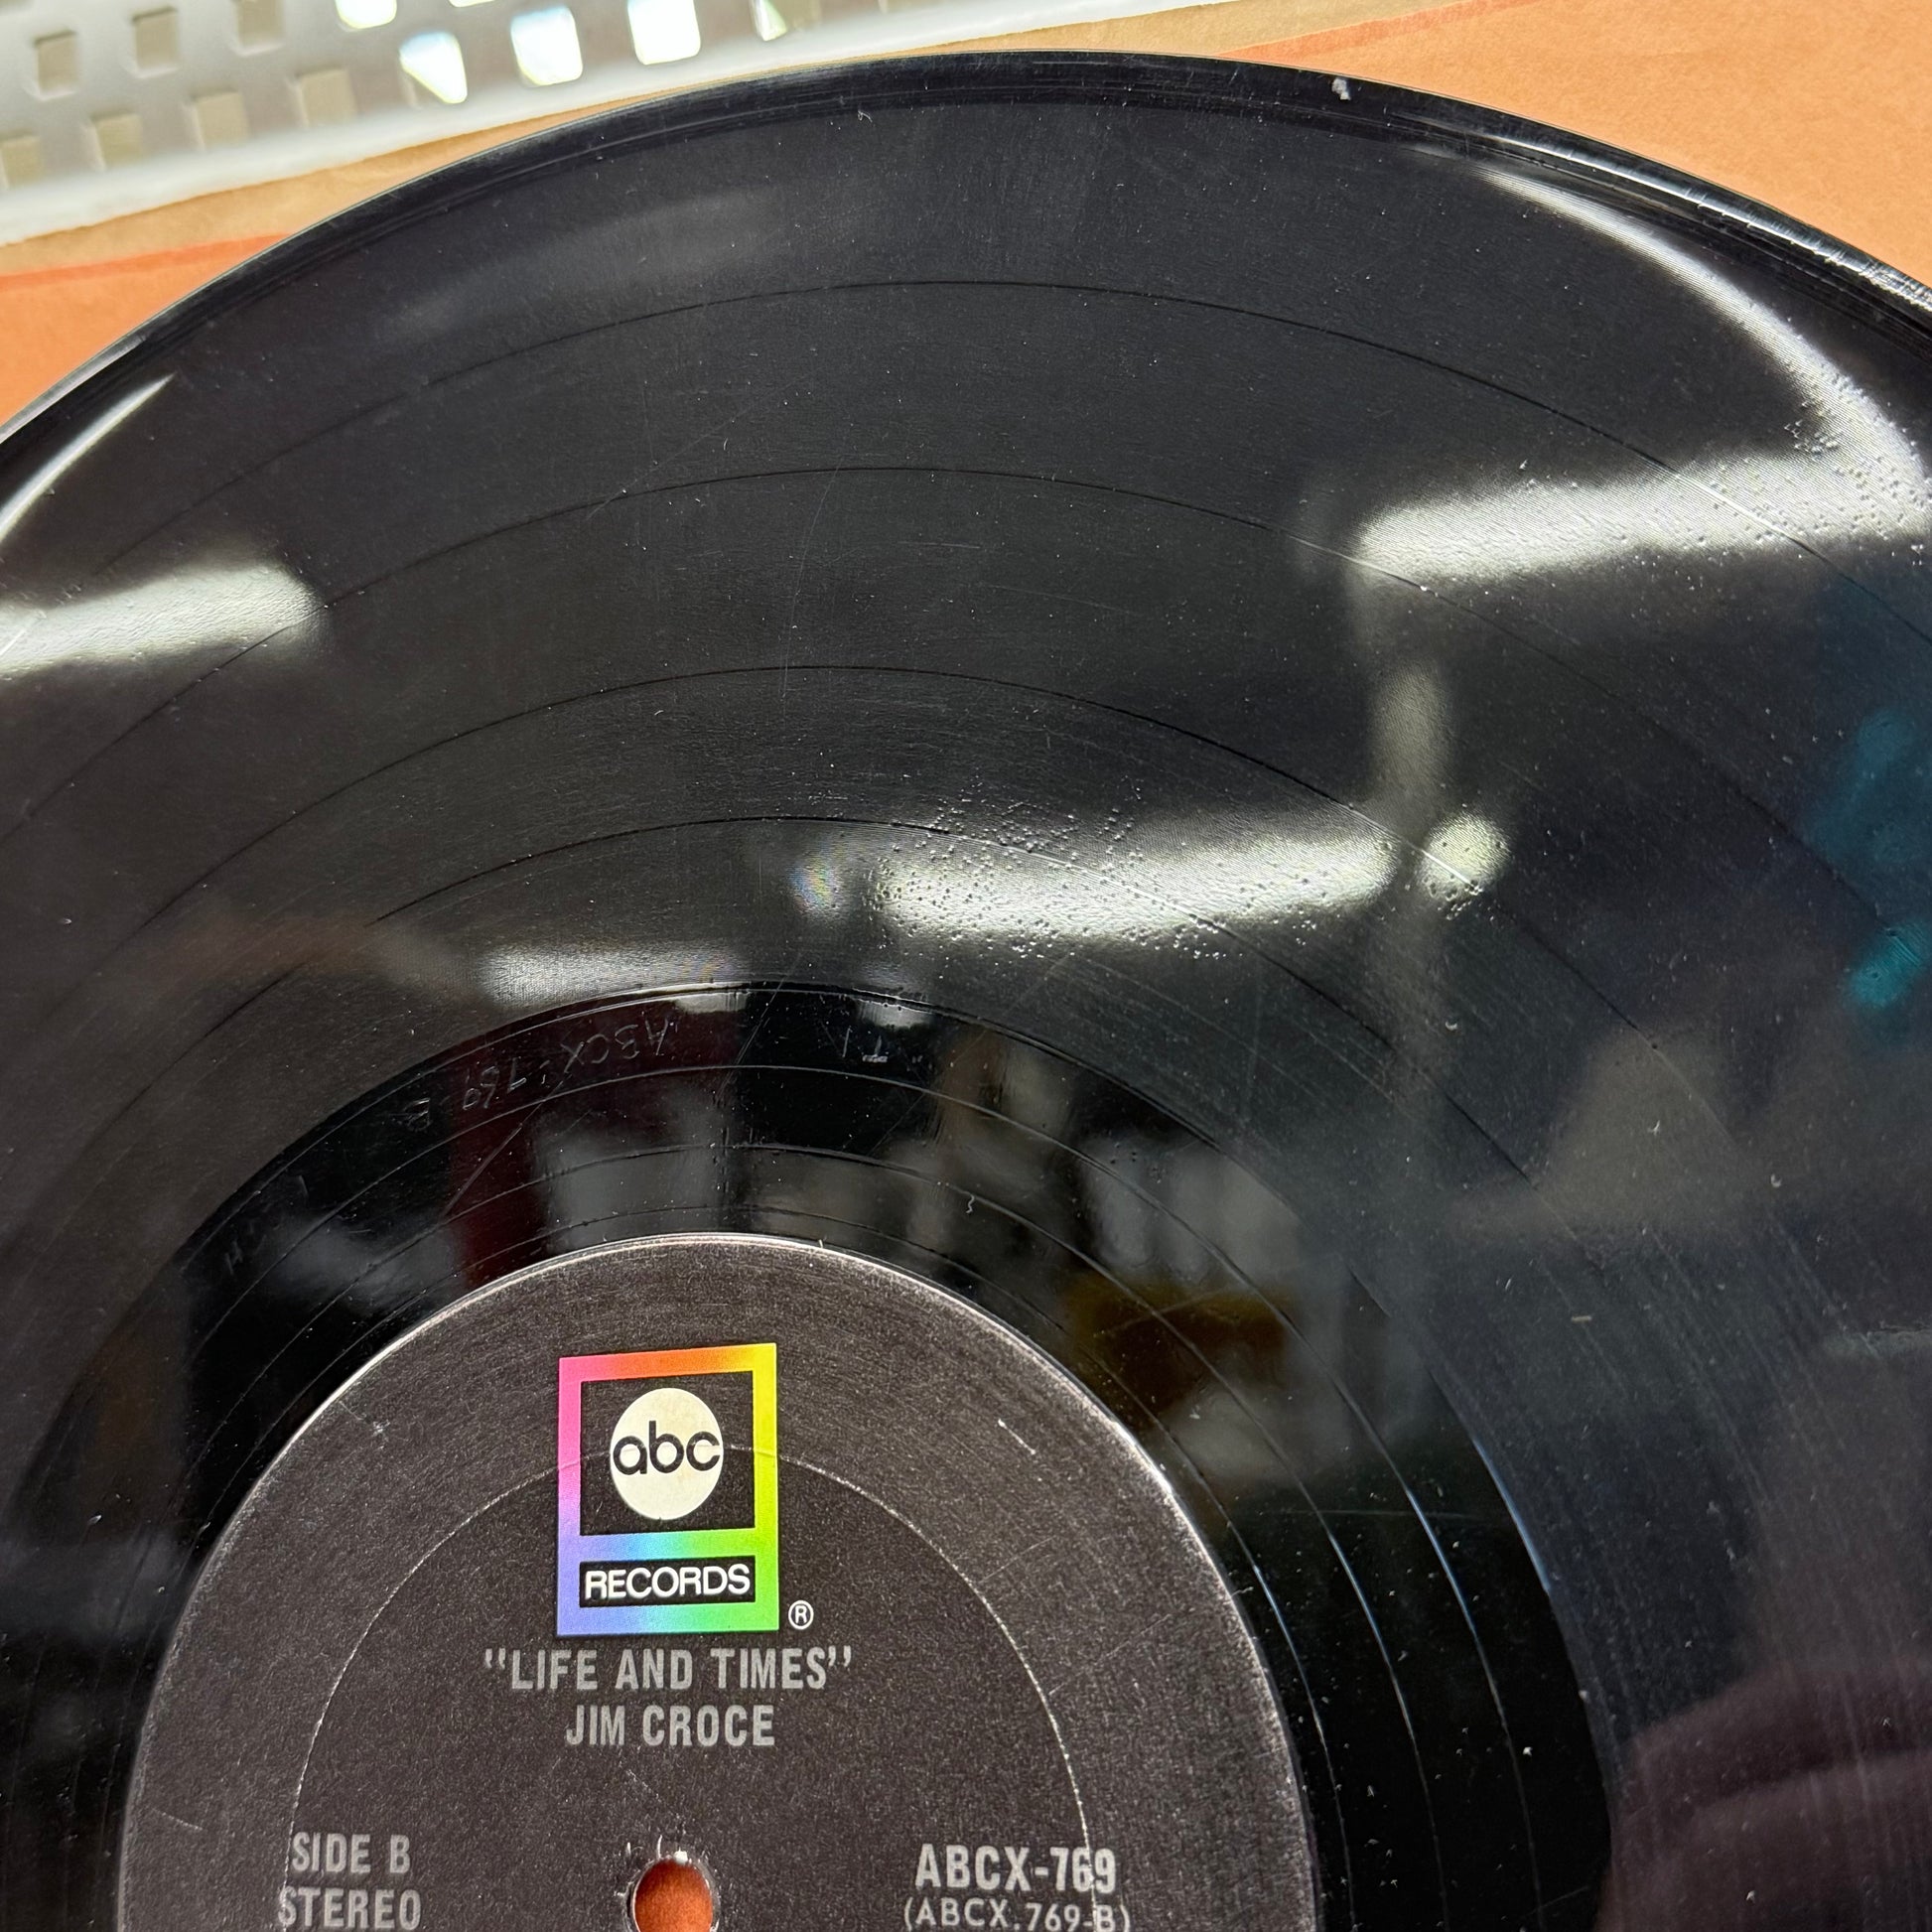 ABCX-769 B
abc
RECORDS
®
"LIFE AND TIMES"
JIM CROCE
SIDE B
STEREO
ABCX-769
(ABCX.769-B)